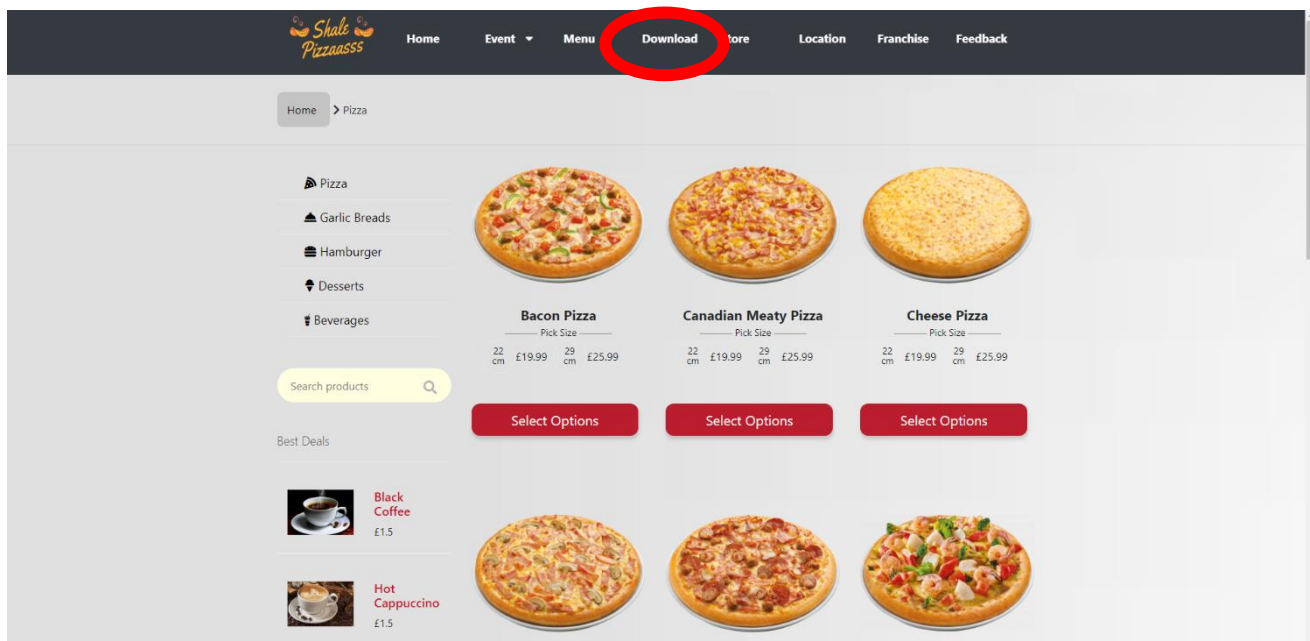 Shale
Pizzaasss
Home Event Menu Download tore Location Franchise Feedback
Home > Pizza
Pizza
Garlic Breads
Hamburger
Desserts
Beverages
Search products
Best Deals
Black
Coffee
£1.5
Hot
Cappuccino
£1.5
Bacon Pizza
Pick Size
22 cm £19.99 29 cm £25.99
Select Options
Canadian Meaty Pizza
Pick Size
22 cm £19.99 29 cm £25.99
Select Options
Cheese Pizza
Pick Size
22 cm £19.99 29 cm £25.99
Select Options